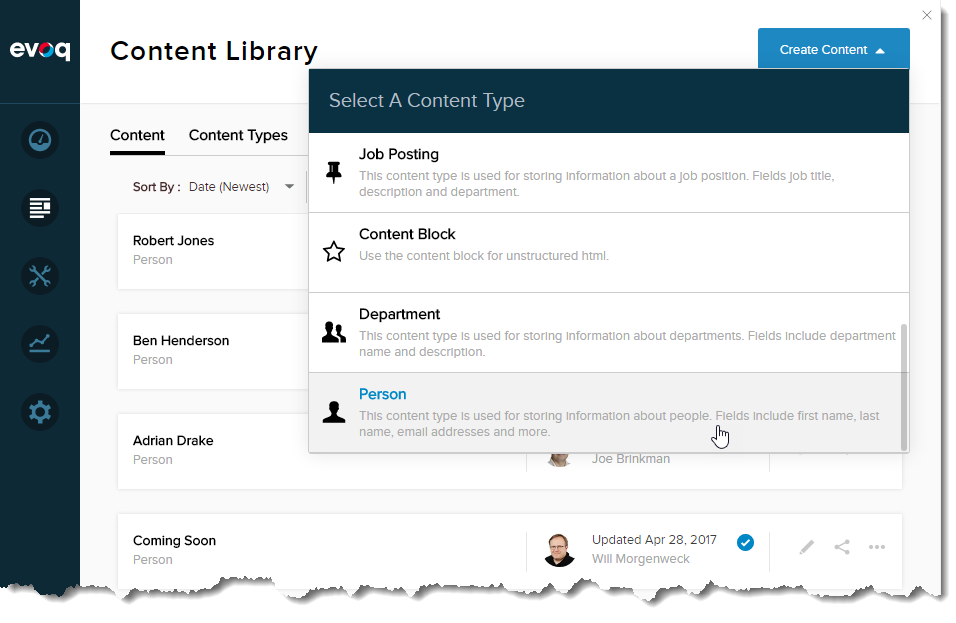 evoq
Content Library
Create Content
Select A Content Type
Content Content Types
Job Posting
This content type is used for storing information about a job position. Fields job title,
description and department.
Sort By : Date (Newest)
Content Block
Use the content block for unstructured html.
Robert Jones
Person
Department
This content type is used for storing information about departments. Fields include department
name and description.
Ben Henderson
Person
Person
This content type is used for storing information about people. Fields include first name, last
name, email addresses and more.
Adrian Drake
Person
Joe Brinkman
Coming Soon
Person
Updated Apr 28, 2017
Will Morgenweck